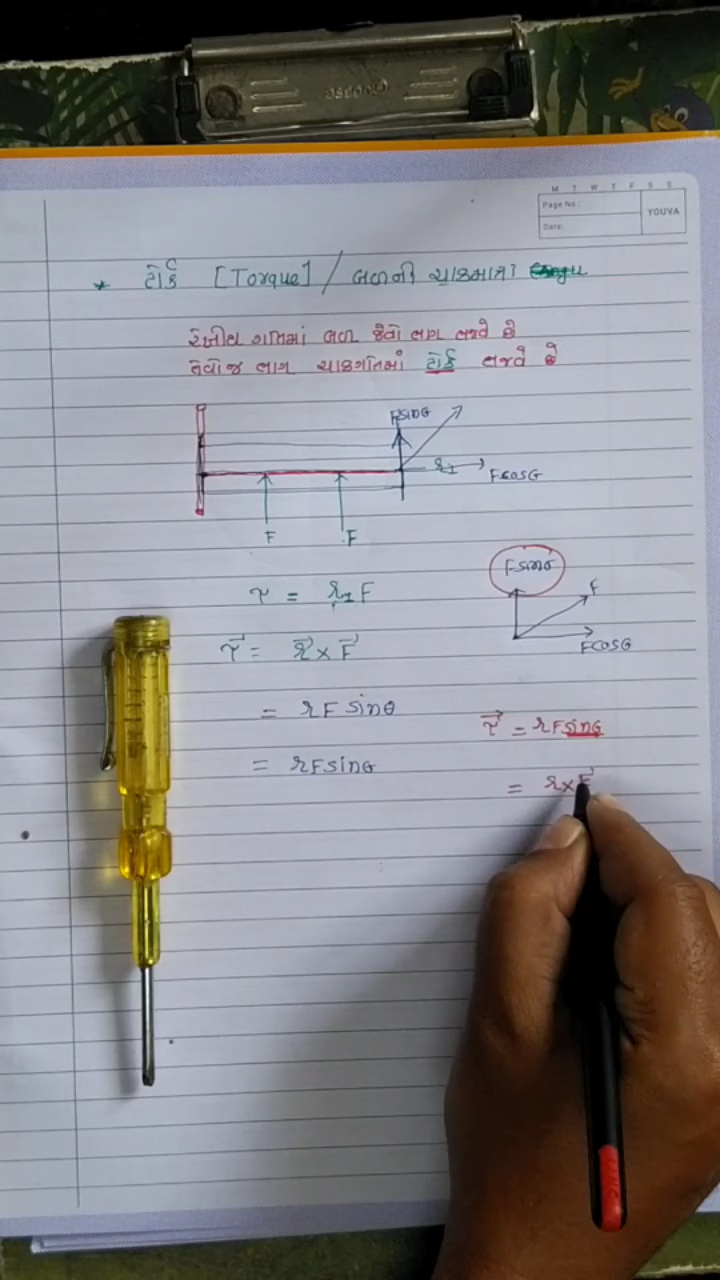 M T W T F S S
Page No.:
YOUVA
Date:
* ટોર્ક [Torque] / બળની ચાકમાત્રા
રેખીય ગતિમાં બળ જેવો ભાગ ભજવે છે
તેવોજ ભાગ ચાકગતિમાં ટોર્ક ભજવે છે
Fsinθ
r⊥
Fcosθ
F F
Fsinθ
τ = r⊥F
F
Fcosθ
τ⃗ = r⃗ × F⃗
= rF sinθ
τ⃗ = rFsinθ
= rFsinθ
= r×F⃗